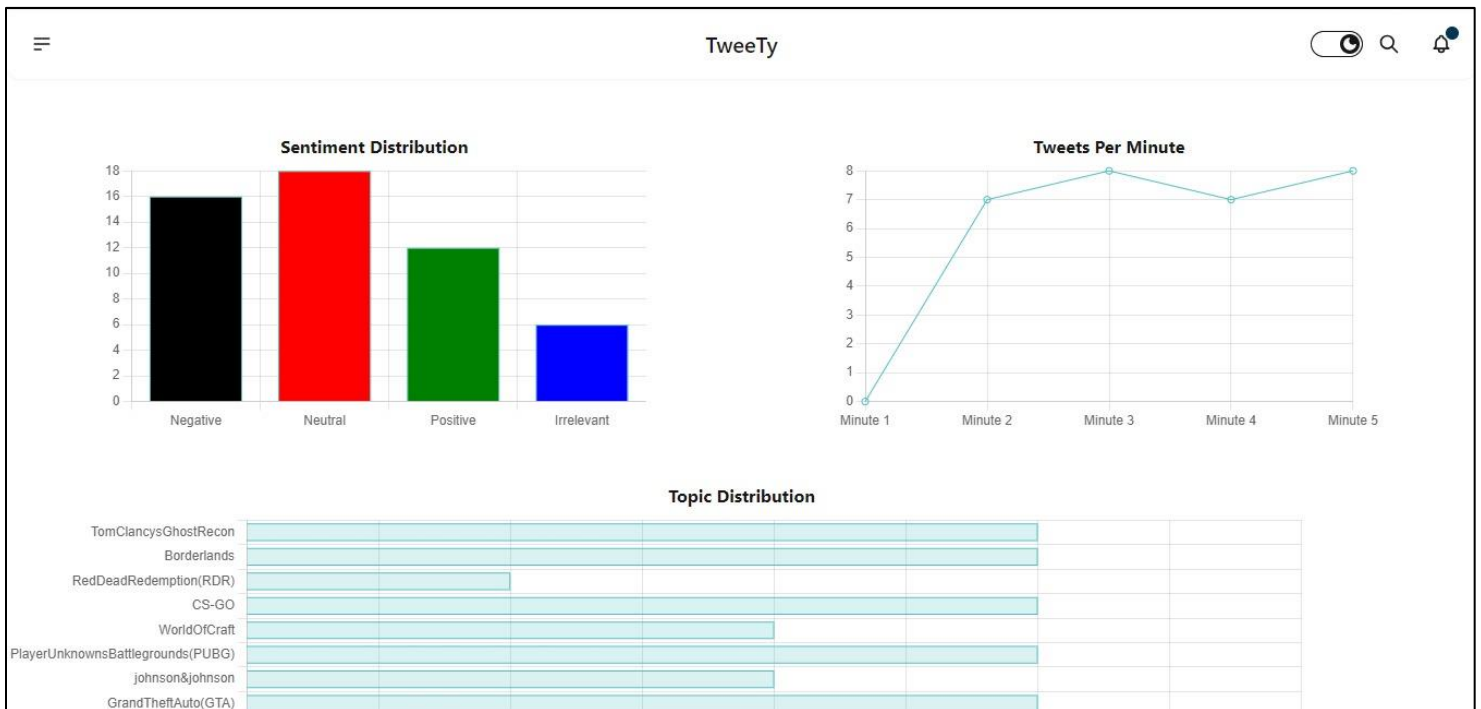 TweeTy
Sentiment Distribution
18
16
14
12
10
8
6
4
2
0
Negative Neutral Positive Irrelevant
Tweets Per Minute
8
7
6
5
4
3
2
1
0
Minute 1 Minute 2 Minute 3 Minute 4 Minute 5
Topic Distribution
TomClancysGhostRecon
Borderlands
RedDeadRedemption(RDR)
CS-GO
WorldOfCraft
PlayerUnknownsBattlegrounds(PUBG)
johnson&johnson
GrandTheftAuto(GTA)